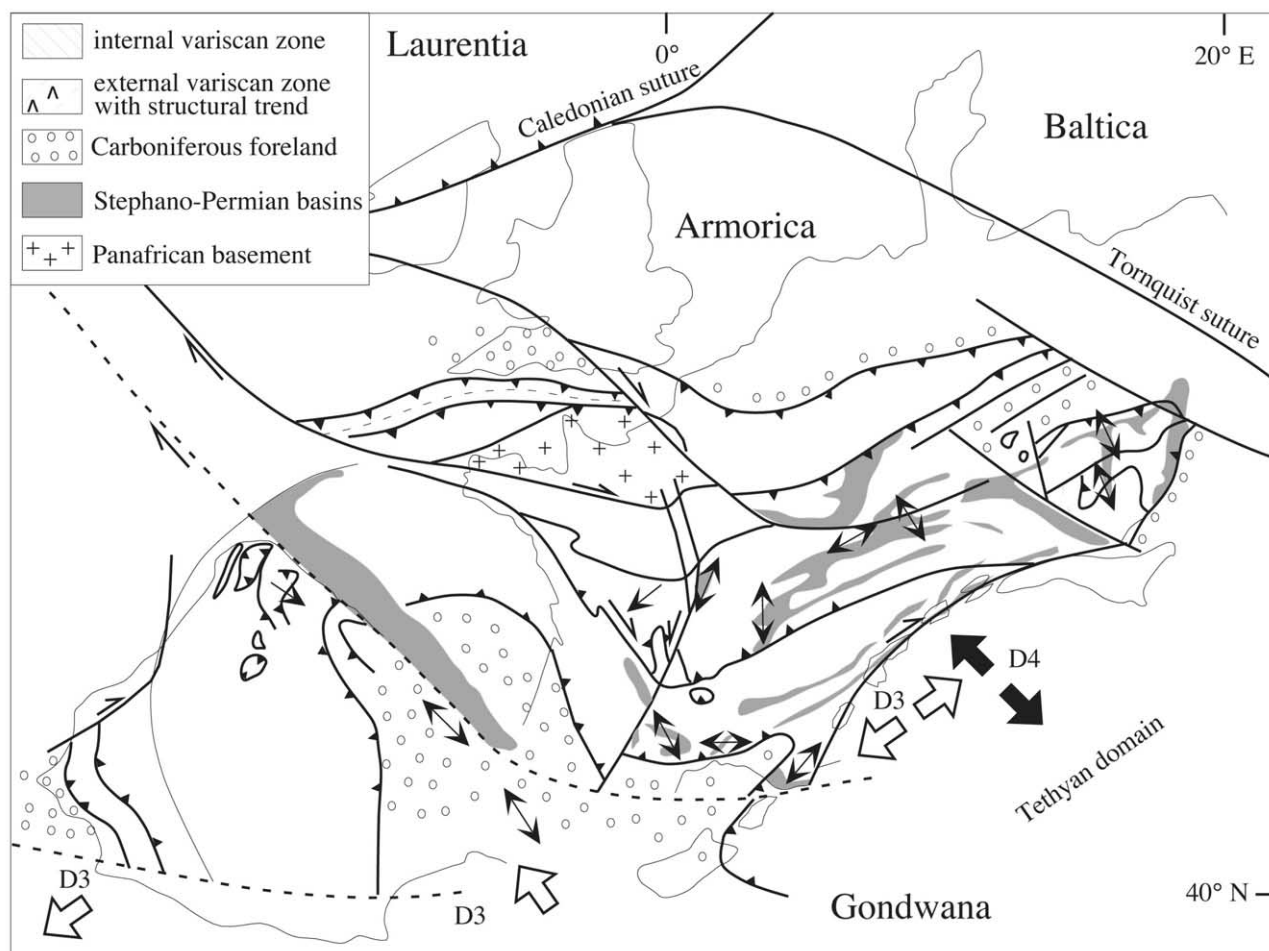 internal variscan zone
external variscan zone
with structural trend
Carboniferous foreland
Stephano-Permian basins
Panafrican basement
Laurentia
0°
20° E
Caledonian suture
Baltica
Armorica
Tornquist suture
D4
D3
Tethyan domain
D3
D3
Gondwana
40° N